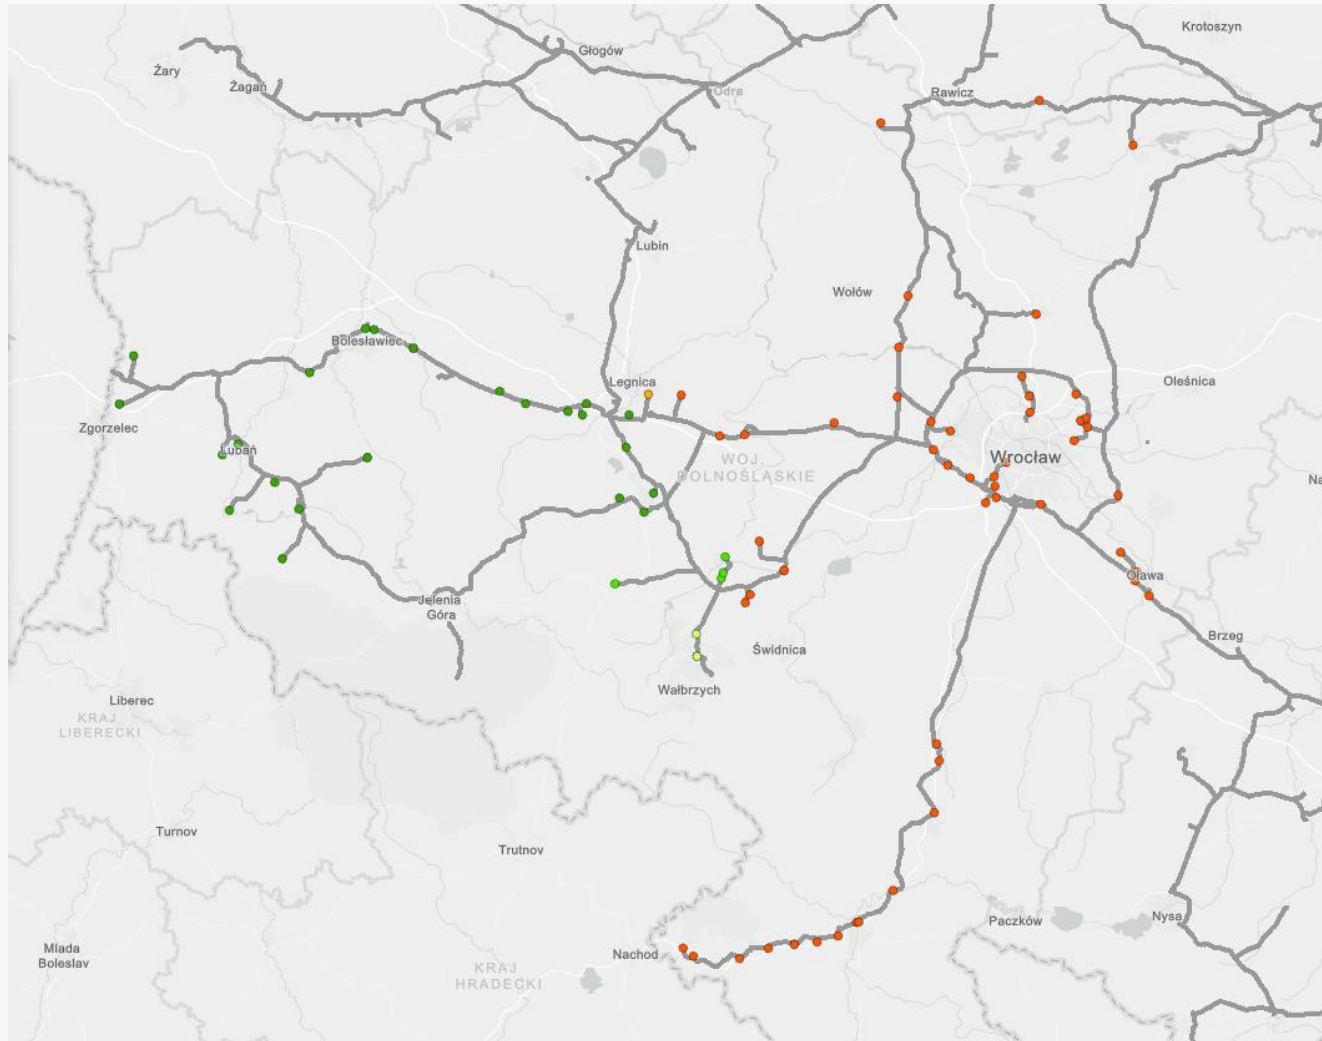 Krotoszyn
Głogów
Żary
Żagań
Odra
Rawicz
Lubin
Wołów
Bolesławiec
Legnica
Oleśnica
Zgorzelec
Lubań
Wrocław
WOJ.
DOLNOŚLĄSKIE
Na
Oława
Jelenia
Góra
Brzeg
Świdnica
Wałbrzych
Liberec
KRAJ
LIBERECKI
Turnov
Trutnov
Paczków
Nysa
Mlada
Boleslav
Nachod
KRAJ
HRADECKI